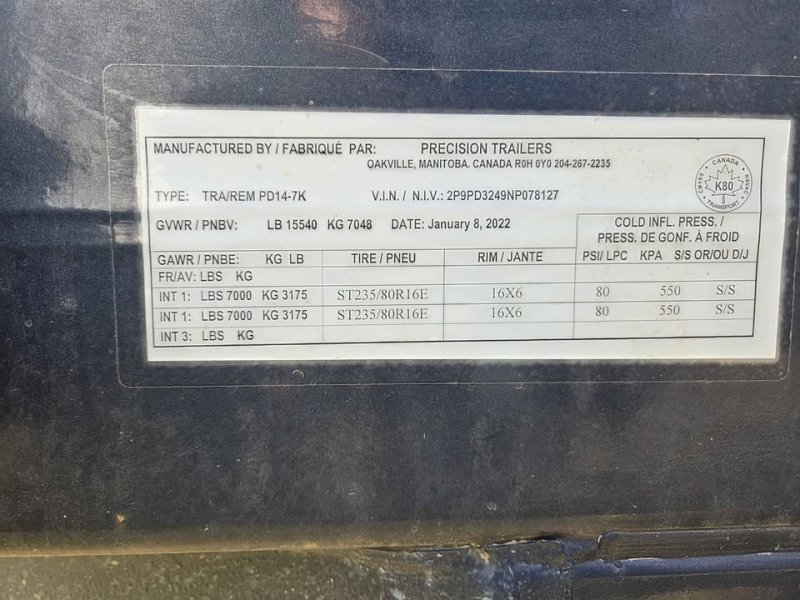 MANUFACTURED BY / FABRIQUÉ PAR: PRECISION TRAILERS
OAKVILLE, MANITOBA. CANADA R0H 0Y0 204-267-2235
TYPE: TRA/REM PD14-7K V.I.N. / N.I.V.: 2P9PD3249NP078127
CANADA
K80
TRANSPORT
GVWR / PNBV: LB 15540 KG 7048 DATE: January 8, 2022
COLD INFL. PRESS. /
PRESS. DE GONF. À FROID
GAWR / PNBE: KG LB TIRE / PNEU RIM / JANTE PSI/ LPC KPA S/S OR/OU D/J
FR/AV: LBS KG
INT 1: LBS 7000 KG 3175 ST235/80R16E 16X6 80 550 S/S
INT 1: LBS 7000 KG 3175 ST235/80R16E 16X6 80 550 S/S
INT 3: LBS KG